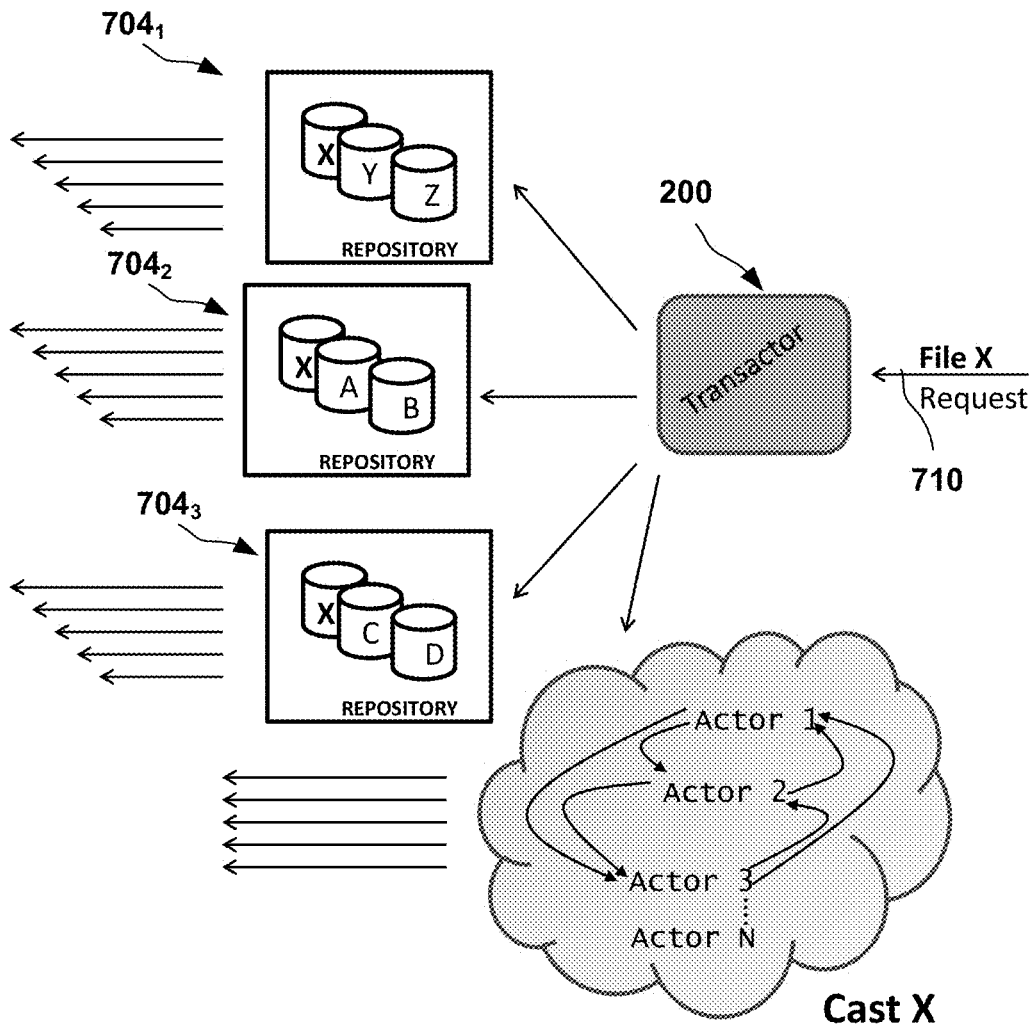 704₁
X
Y
Z
REPOSITORY
704₂
X
A
B
REPOSITORY
200
Transactor
File X
Request
710
704₃
X
C
D
REPOSITORY
Actor 1
Actor 2
Actor 3
Actor N
Cast X